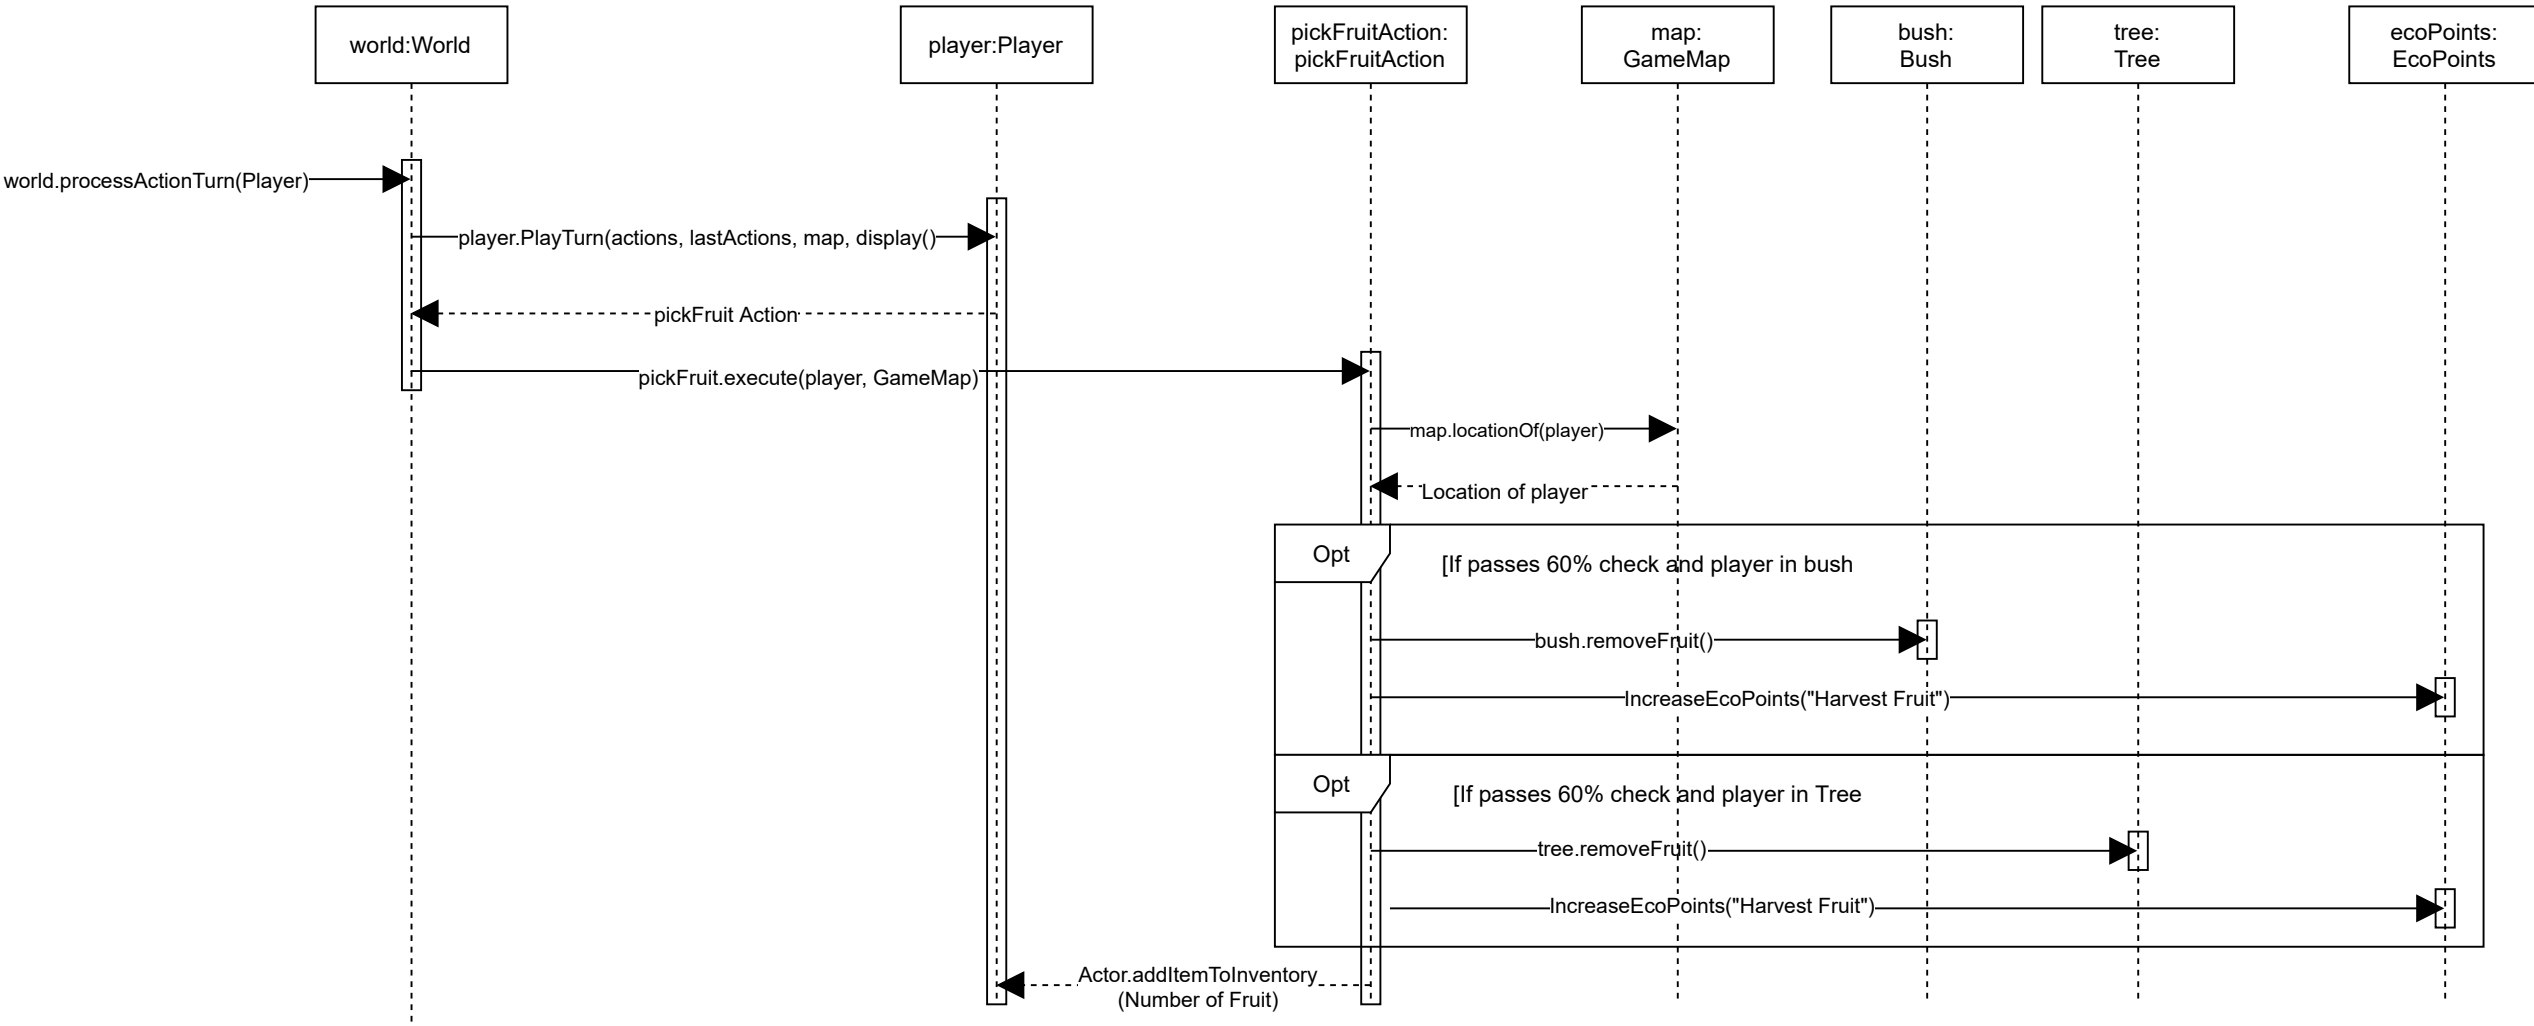 world:World
player:Player
pickFruitAction:
pickFruitAction
map:
GameMap
bush:
Bush
tree:
Tree
ecoPoints:
EcoPoints
world.processActionTurn(Player)
player.PlayTurn(actions, lastActions, map, display()
pickFruit Action
pickFruit.execute(player, GameMap)
map.locationOf(player)
Location of player
Opt
[If passes 60% check and player in bush
bush.removeFruit()
IncreaseEcoPoints("Harvest Fruit")
Opt
[If passes 60% check and player in Tree
tree.removeFruit()
IncreaseEcoPoints("Harvest Fruit")
Actor.addItemToInventory
(Number of Fruit)